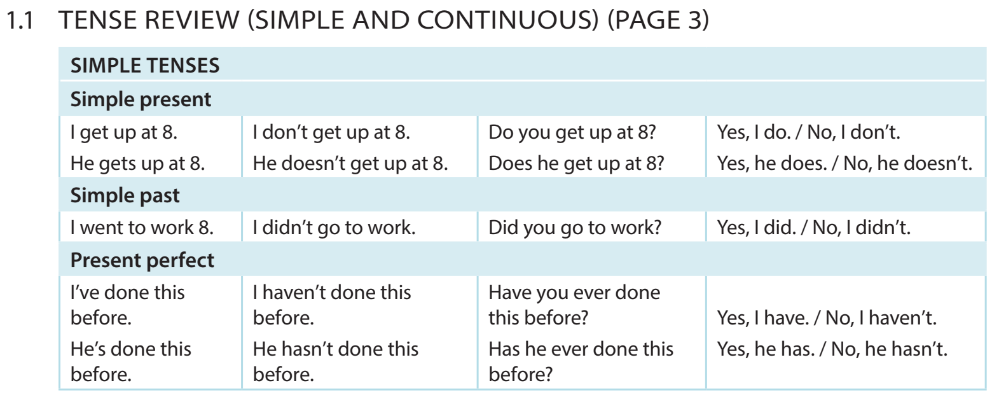 1.1 TENSE REVIEW (SIMPLE AND CONTINUOUS) (PAGE 3)
SIMPLE TENSES
Simple present
I get up at 8. I don't get up at 8. Do you get up at 8? Yes, I do. / No, I don't.
He gets up at 8. He doesn't get up at 8. Does he get up at 8? Yes, he does. / No, he doesn't.
Simple past
I went to work 8. I didn't go to work. Did you go to work? Yes, I did. / No, I didn't.
Present perfect
I've done this I haven't done this Have you ever done
before. before. this before? Yes, I have. / No, I haven't.
He's done this He hasn't done this Has he ever done this Yes, he has. / No, he hasn't.
before. before. before?